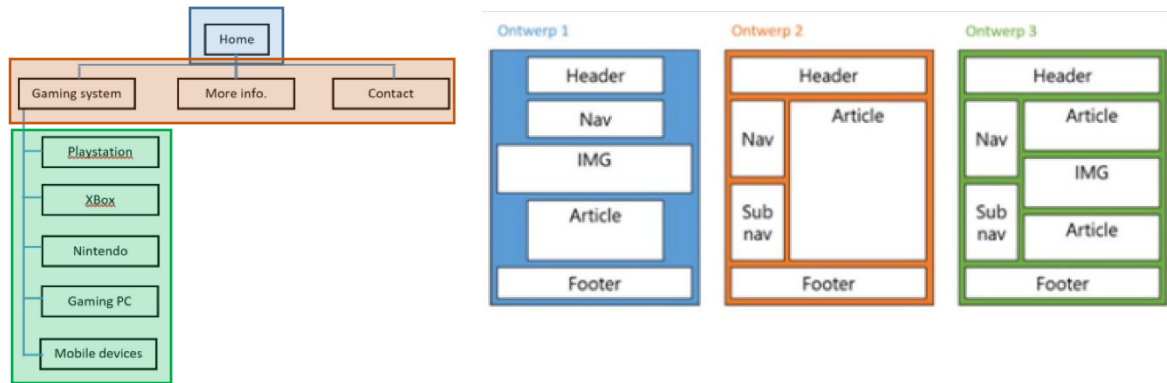 Home
Gaming system
More info.
Contact
Playstation
XBox
Nintendo
Gaming PC
Mobile devices
Ontwerp 1
Header
Nav
IMG
Article
Footer
Ontwerp 2
Header
Nav
Article
Sub
nav
Footer
Ontwerp 3
Header
Nav
Article
IMG
Sub
nav
Article
Footer